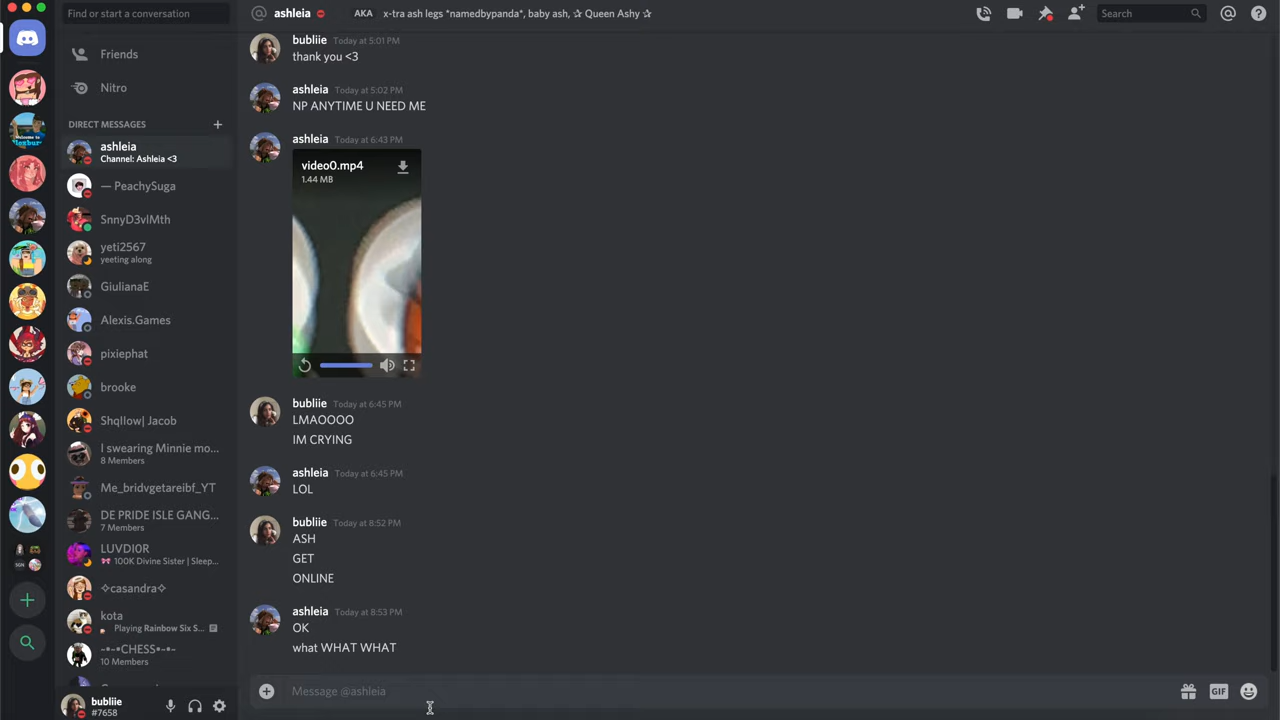 Find or start a conversation
@ ashleia AKA x-tra ash legs *namedbypanda*, baby ash, ☆ Queen Ashy ☆
Search
Friends
Nitro
DIRECT MESSAGES +
ashleia
Channel: Ashleia <3
— PeachySuga
SnnyD3vlMth
yeti2567
yeeting along
GiulianaE
Alexis.Games
pixiephat
brooke
Shqllow| Jacob
I swearing Minnie mo...
8 Members
Me_bridvgetareibf_YT
DE PRIDE ISLE GANG...
7 Members
LUVDI0R
100K Divine Sister | Sleep...
✧casandra✧
kota
Playing Rainbow Six S...
~•~•CHESS•~•~
10 Members
bubliie
#7658
bubliie Today at 5:01 PM
thank you <3
ashleia Today at 5:02 PM
NP ANYTIME U NEED ME
ashleia Today at 6:43 PM
video0.mp4
1.44 MB
bubliie Today at 6:45 PM
LMAOOOO
IM CRYING
ashleia Today at 6:45 PM
LOL
bubliie Today at 8:52 PM
ASH
GET
ONLINE
ashleia Today at 8:53 PM
OK
what WHAT WHAT
Message @ashleia
GIF